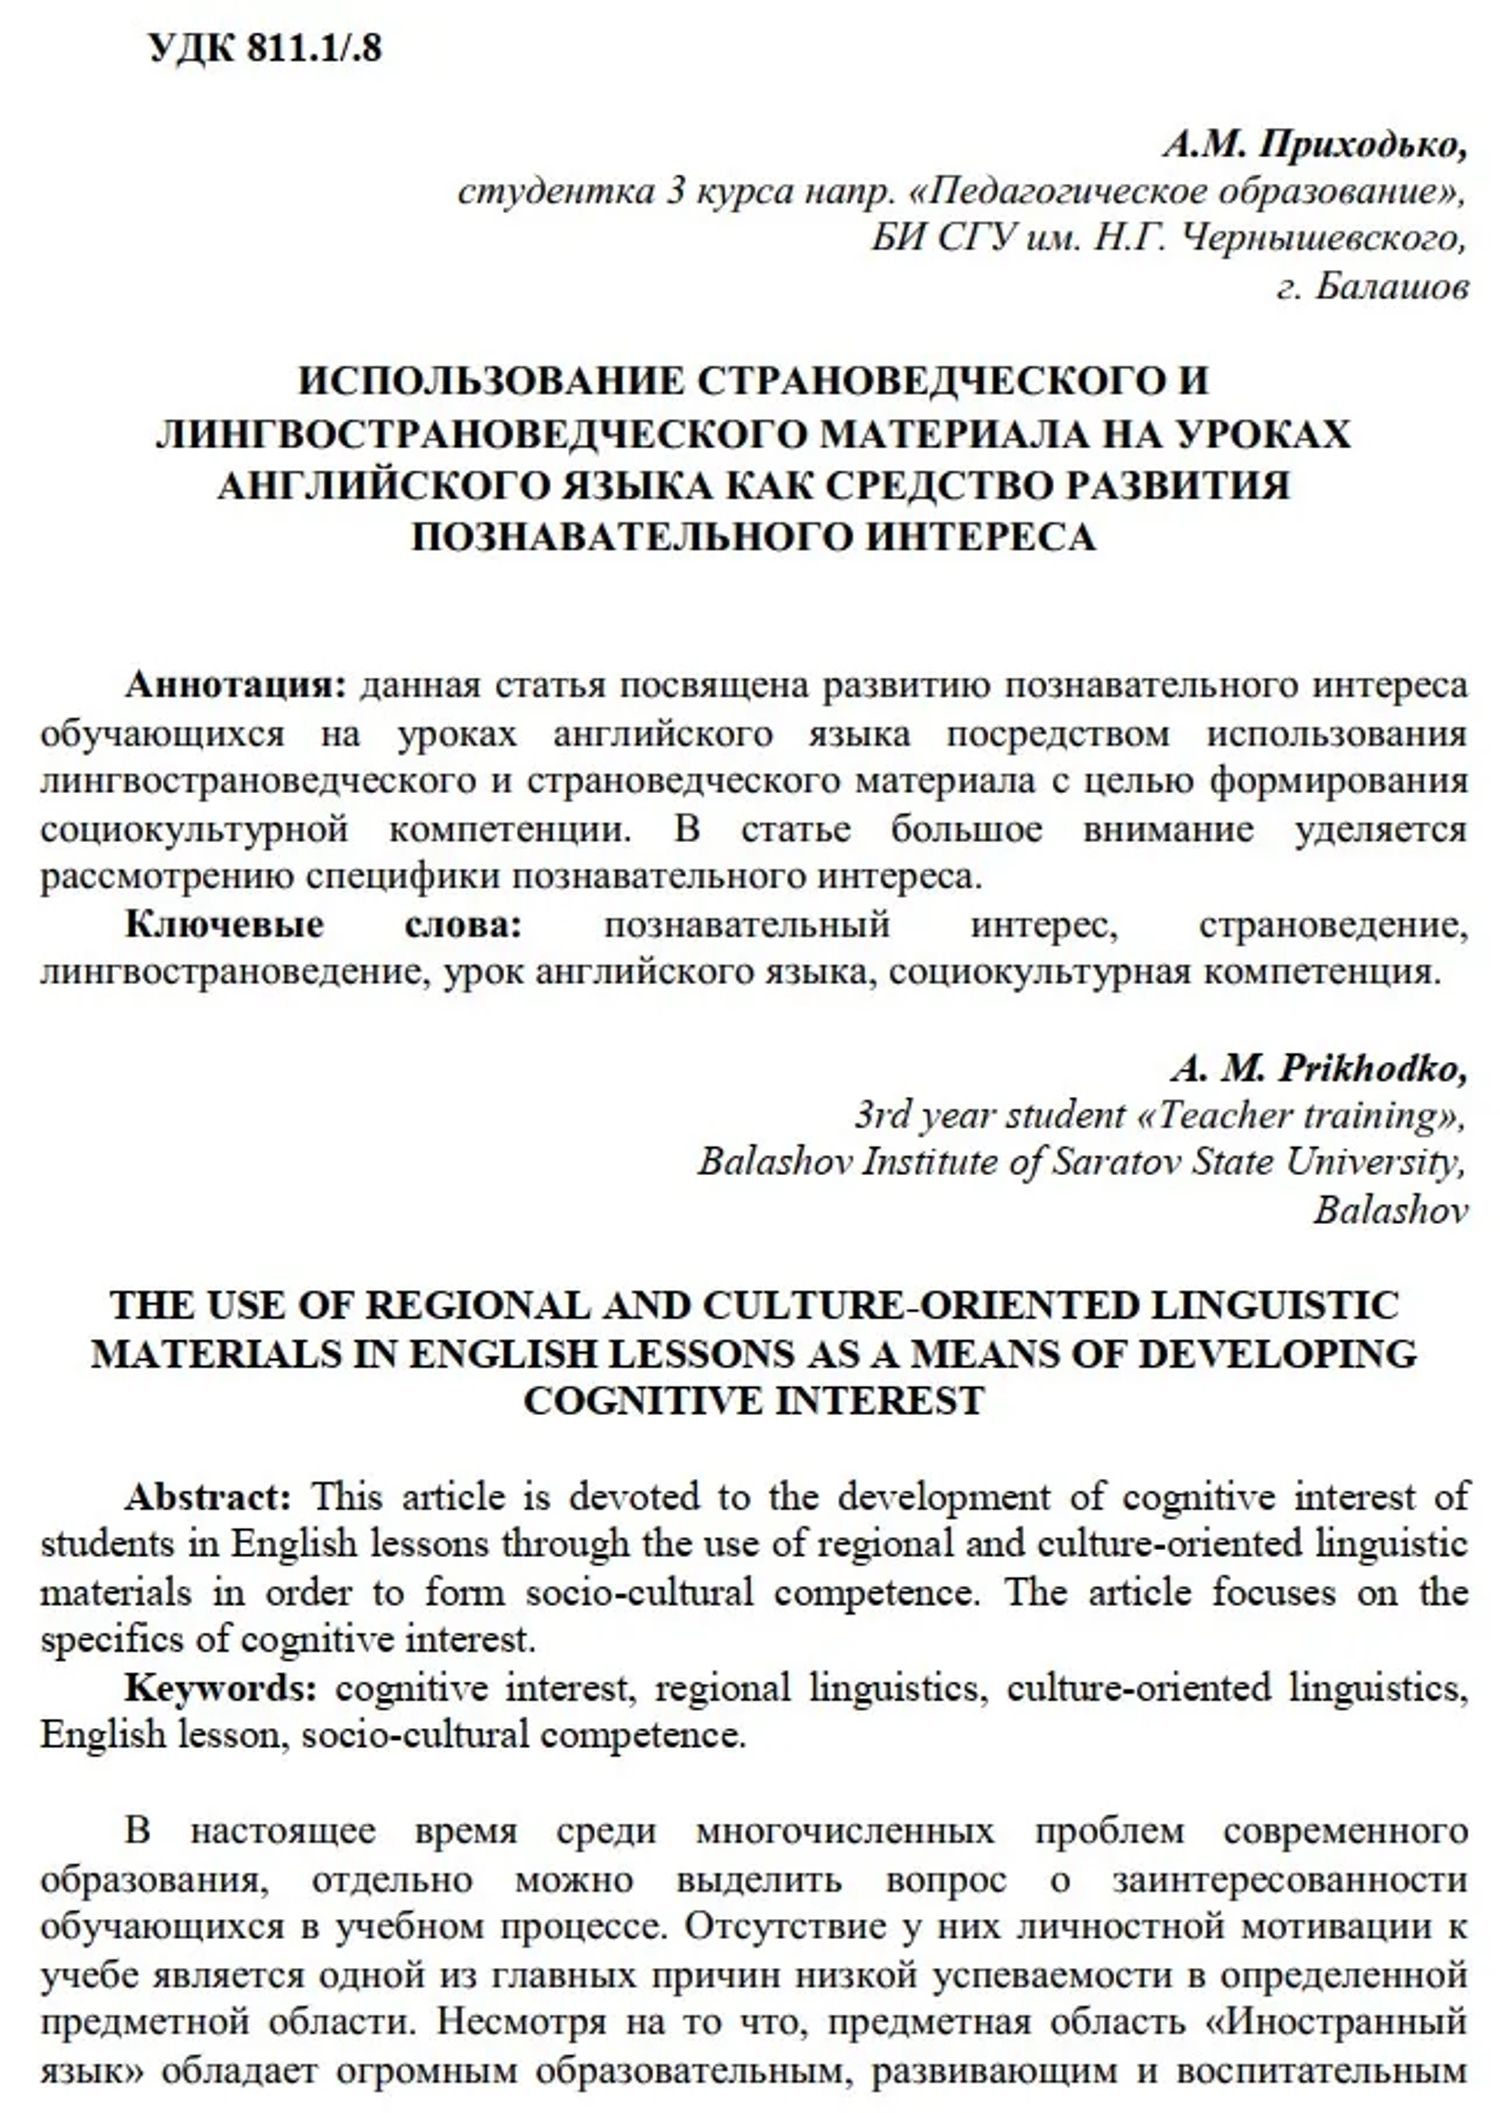 УДК 811.1/.8
А.М. Приходько,
студентка 3 курса напр. «Педагогическое образование»,
БИ СГУ им. Н.Г. Чернышевского,
г. Балашов
ИСПОЛЬЗОВАНИЕ СТРАНОВЕДЧЕСКОГО И
ЛИНГВОСТРАНОВЕДЧЕСКОГО МАТЕРИАЛА НА УРОКАХ
АНГЛИЙСКОГО ЯЗЫКА КАК СРЕДСТВО РАЗВИТИЯ
ПОЗНАВАТЕЛЬНОГО ИНТЕРЕСА
Аннотация: данная статья посвящена развитию познавательного интереса
обучающихся на уроках английского языка посредством использования
лингвострановедческого и страноведческого материала с целью формирования
социокультурной компетенции. В статье большое внимание уделяется
рассмотрению специфики познавательного интереса.
Ключевые слова: познавательный интерес, страноведение,
лингвострановедение, урок английского языка, социокультурная компетенция.
A. M. Prikhodko,
3rd year student «Teacher training»,
Balashov Institute of Saratov State University,
Balashov
THE USE OF REGIONAL AND CULTURE-ORIENTED LINGUISTIC
MATERIALS IN ENGLISH LESSONS AS A MEANS OF DEVELOPING
COGNITIVE INTEREST
Abstract: This article is devoted to the development of cognitive interest of
students in English lessons through the use of regional and culture-oriented linguistic
materials in order to form socio-cultural competence. The article focuses on the
specifics of cognitive interest.
Keywords: cognitive interest, regional linguistics, culture-oriented linguistics,
English lesson, socio-cultural competence.
В настоящее время среди многочисленных проблем современного
образования, отдельно можно выделить вопрос о заинтересованности
обучающихся в учебном процессе. Отсутствие у них личностной мотивации к
учебе является одной из главных причин низкой успеваемости в определенной
предметной области. Несмотря на то что, предметная область «Иностранный
язык» обладает огромным образовательным, развивающим и воспитательным